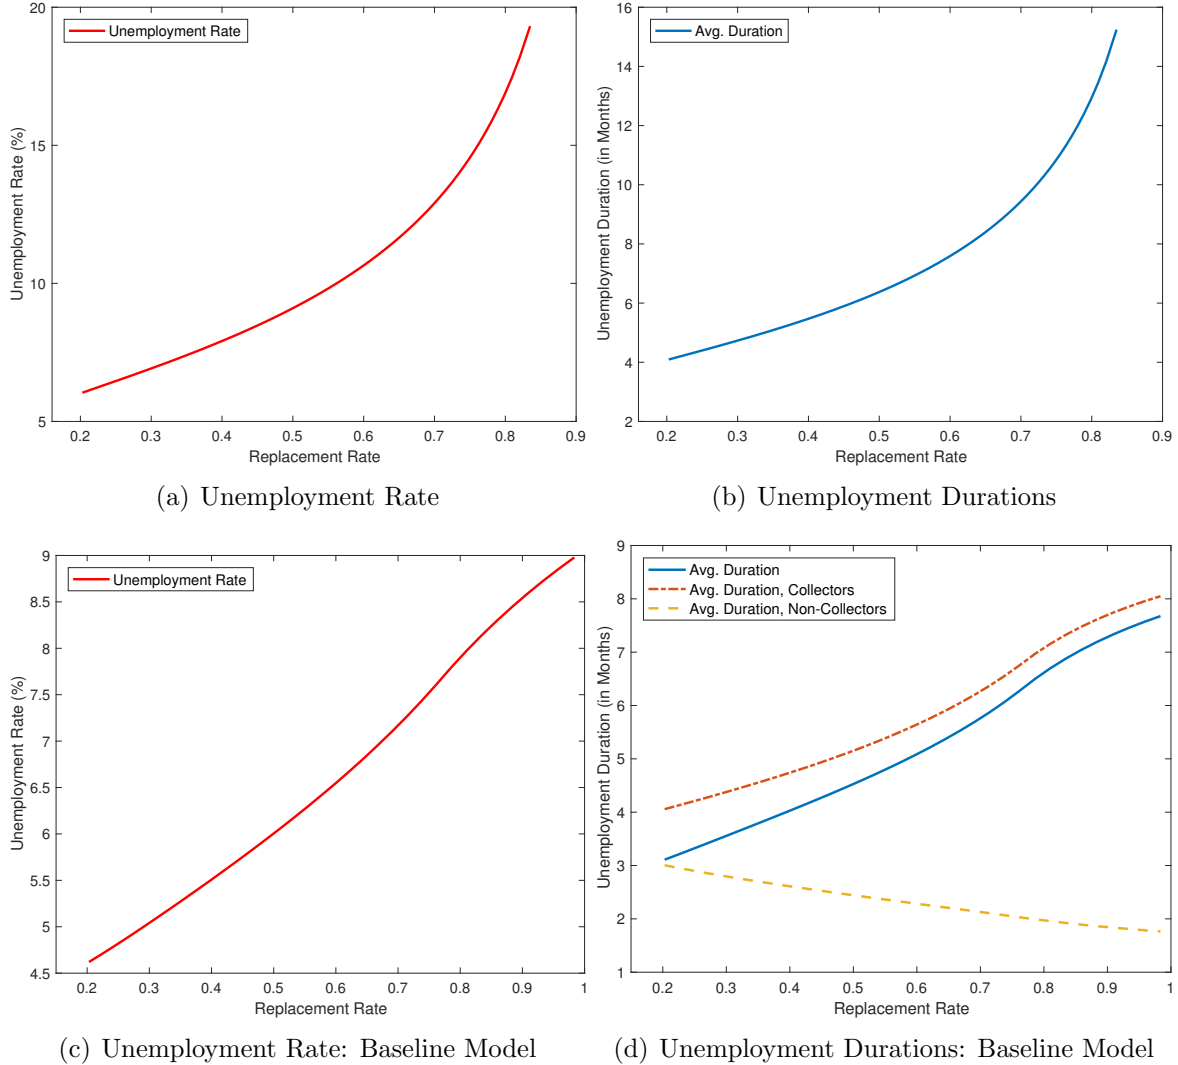 Unemployment Rate
20
15
10
5
Unemployment Rate (%)
0.2 0.3 0.4 0.5 0.6 0.7 0.8 0.9
Replacement Rate
(a) Unemployment Rate
Avg. Duration
16
14
12
10
8
6
4
2
Unemployment Duration (in Months)
0.2 0.3 0.4 0.5 0.6 0.7 0.8 0.9
Replacement Rate
(b) Unemployment Durations
Unemployment Rate
9
8.5
8
7.5
7
6.5
6
5.5
5
4.5
Unemployment Rate (%)
0.2 0.3 0.4 0.5 0.6 0.7 0.8 0.9 1
Replacement Rate
(c) Unemployment Rate: Baseline Model
Avg. Duration
Avg. Duration, Collectors
Avg. Duration, Non-Collectors
9
8
7
6
5
4
3
2
1
Unemployment Duration (in Months)
0.2 0.3 0.4 0.5 0.6 0.7 0.8 0.9 1
Replacement Rate
(d) Unemployment Durations: Baseline Model